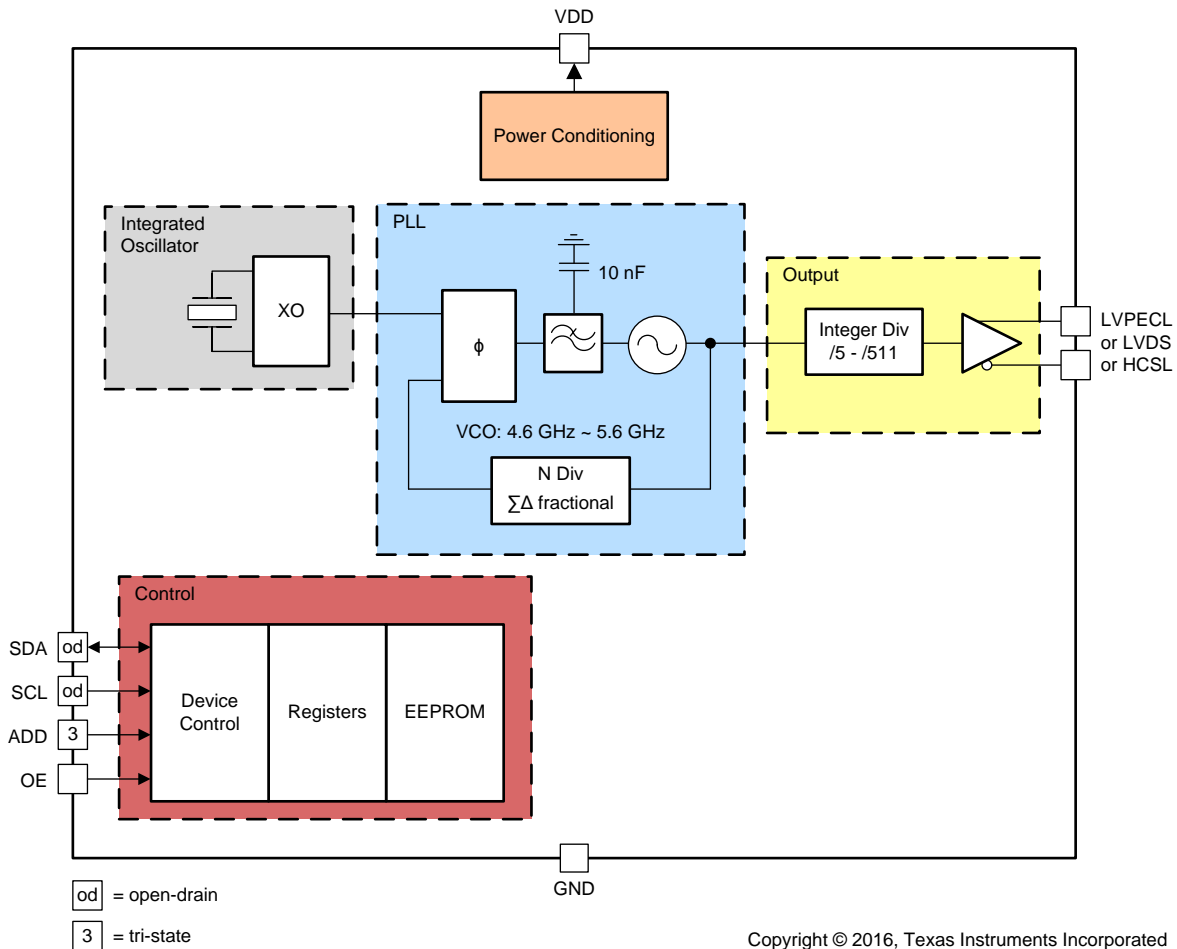 VDD
Power Conditioning
Integrated
Oscillator
XO
PLL
10 nF
ϕ
VCO: 4.6 GHz ~ 5.6 GHz
N Div
∑Δ fractional
Output
Integer Div
/5 - /511
LVPECL
or LVDS
or HCSL
Control
SDA
od
SCL
od
ADD
3
OE
Device
Control
Registers
EEPROM
GND
od = open-drain
3 = tri-state
Copyright © 2016, Texas Instruments Incorporated